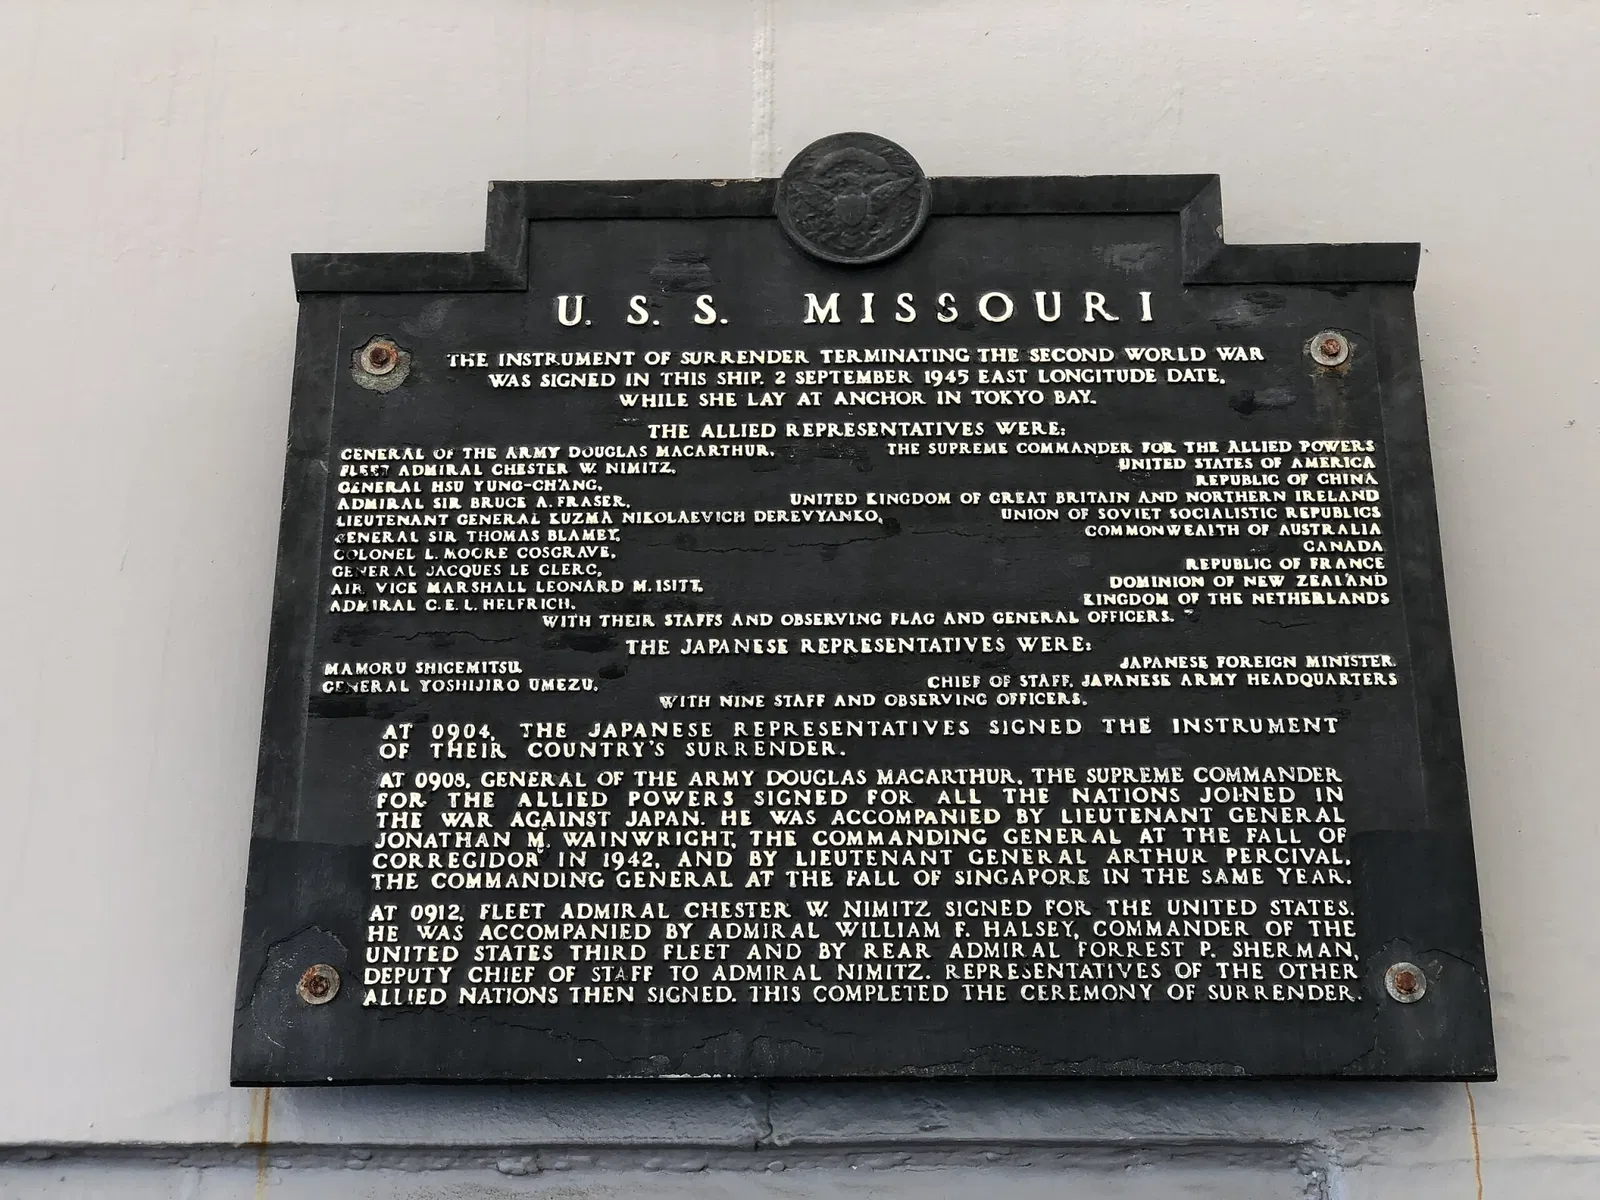 U. S. S. MISSOURI
THE INSTRUMENT OF SURRENDER TERMINATING THE SECOND WORLD WAR
WAS SIGNED IN THIS SHIP. 2 SEPTEMBER 1945 EAST LONGITUDE DATE,
WHILE SHE LAY AT ANCHOR IN TOKYO BAY.
THE ALLIED REPRESENTATIVES WERE:
GENERAL OF THE ARMY DOUGLAS MACARTHUR, THE SUPREME COMMANDER FOR THE ALLIED POWERS
FLEET ADMIRAL CHESTER W. NIMITZ, UNITED STATES OF AMERICA
GENERAL HSU YUNG-CH'ANG, REPUBLIC OF CHINA
ADMIRAL SIR BRUCE A. FRASER, UNITED KINGDOM OF GREAT BRITAIN AND NORTHERN IRELAND
LIEUTENANT GENERAL KUZMA NIKOLAEVICH DEREVYANKO, UNION OF SOVIET SOCIALISTIC REPUBLICS
GENERAL SIR THOMAS BLAMEY, COMMONWEALTH OF AUSTRALIA
COLONEL L. MOORE COSGRAVE, CANADA
GENERAL JACQUES LE CLERC, REPUBLIC OF FRANCE
AIR VICE MARSHALL LEONARD M. ISITT, DOMINION OF NEW ZEALAND
ADMIRAL C. E. L. HELFRICH, KINGDOM OF THE NETHERLANDS
WITH THEIR STAFFS AND OBSERVING FLAG AND GENERAL OFFICERS.
THE JAPANESE REPRESENTATIVES WERE:
MAMORU SHIGEMITSU, JAPANESE FOREIGN MINISTER.
GENERAL YOSHIJIRO UMEZU, CHIEF OF STAFF, JAPANESE ARMY HEADQUARTERS
WITH NINE STAFF AND OBSERVING OFFICERS.
AT 0904, THE JAPANESE REPRESENTATIVES SIGNED THE INSTRUMENT
OF THEIR COUNTRY'S SURRENDER.
AT 0908, GENERAL OF THE ARMY DOUGLAS MACARTHUR, THE SUPREME COMMANDER
FOR THE ALLIED POWERS SIGNED FOR ALL THE NATIONS JOINED IN
THE WAR AGAINST JAPAN. HE WAS ACCOMPANIED BY LIEUTENANT GENERAL
JONATHAN M. WAINWRIGHT, THE COMMANDING GENERAL AT THE FALL OF
CORREGIDOR IN 1942, AND BY LIEUTENANT GENERAL ARTHUR PERCIVAL,
THE COMMANDING GENERAL AT THE FALL OF SINGAPORE IN THE SAME YEAR.
AT 0912, FLEET ADMIRAL CHESTER W. NIMITZ SIGNED FOR THE UNITED STATES.
HE WAS ACCOMPANIED BY ADMIRAL WILLIAM F. HALSEY, COMMANDER OF THE
UNITED STATES THIRD FLEET AND BY REAR ADMIRAL FORREST P. SHERMAN,
DEPUTY CHIEF OF STAFF TO ADMIRAL NIMITZ. REPRESENTATIVES OF THE OTHER
ALLIED NATIONS THEN SIGNED. THIS COMPLETED THE CEREMONY OF SURRENDER.